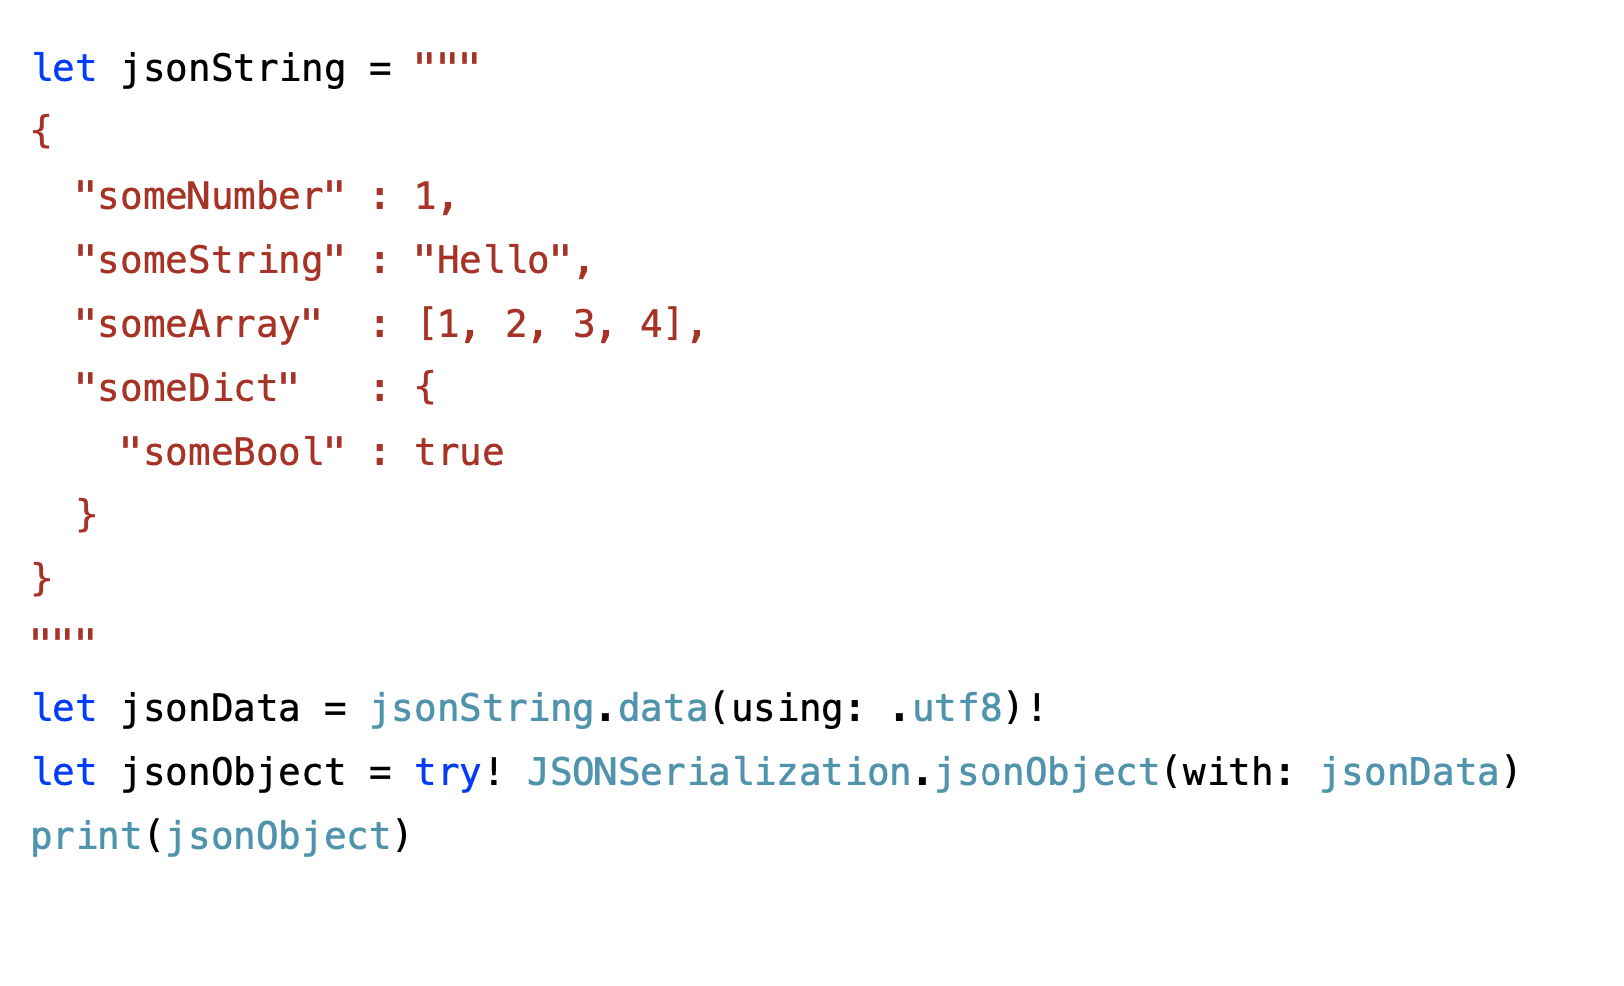 let jsonString = """
{
  "someNumber" : 1,
  "someString" : "Hello",
  "someArray"  : [1, 2, 3, 4],
  "someDict"   : {
    "someBool" : true
  }
}
"""
let jsonData = jsonString.data(using: .utf8)!
let jsonObject = try! JSONSerialization.jsonObject(with: jsonData)
print(jsonObject)